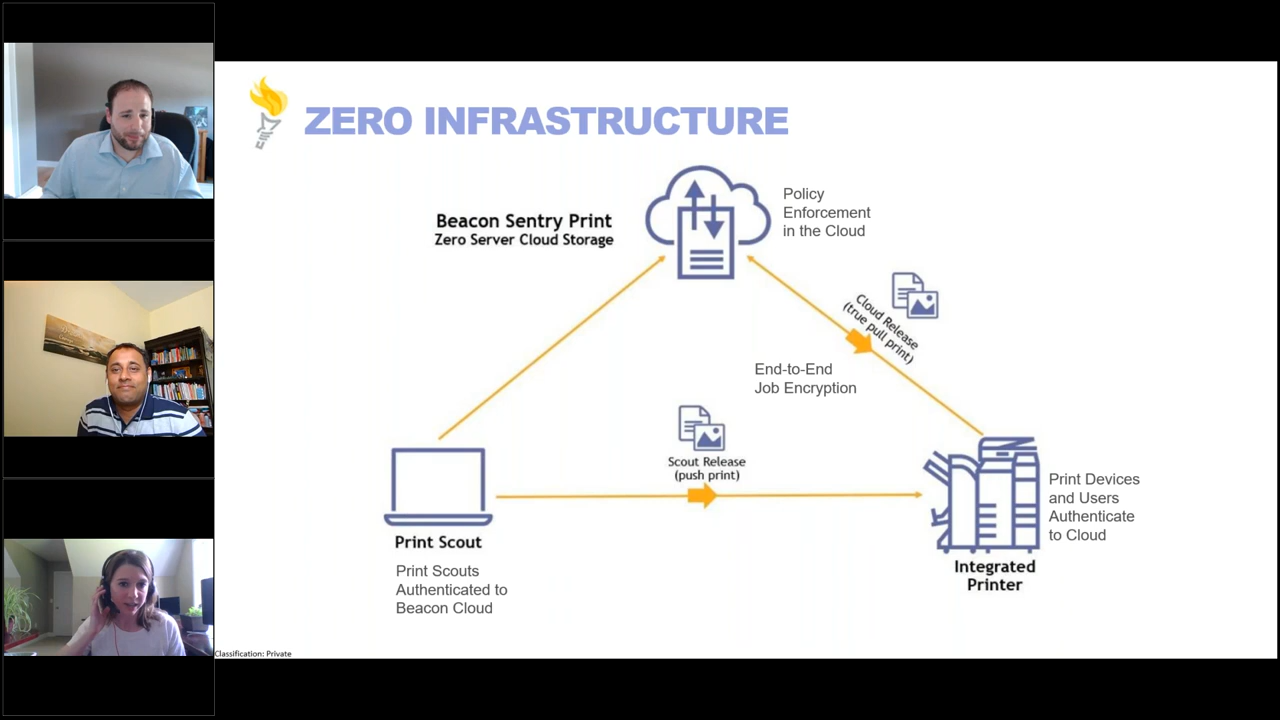 ZERO INFRASTRUCTURE
Beacon Sentry Print
Zero Server Cloud Storage
Policy
Enforcement
in the Cloud
Cloud Release
(true pull print)
End-to-End
Job Encryption
Scout Release
(push print)
Print Scout
Print Scouts
Authenticated to
Beacon Cloud
Print Devices
and Users
Authenticate
to Cloud
Integrated
Printer
Classification: Private